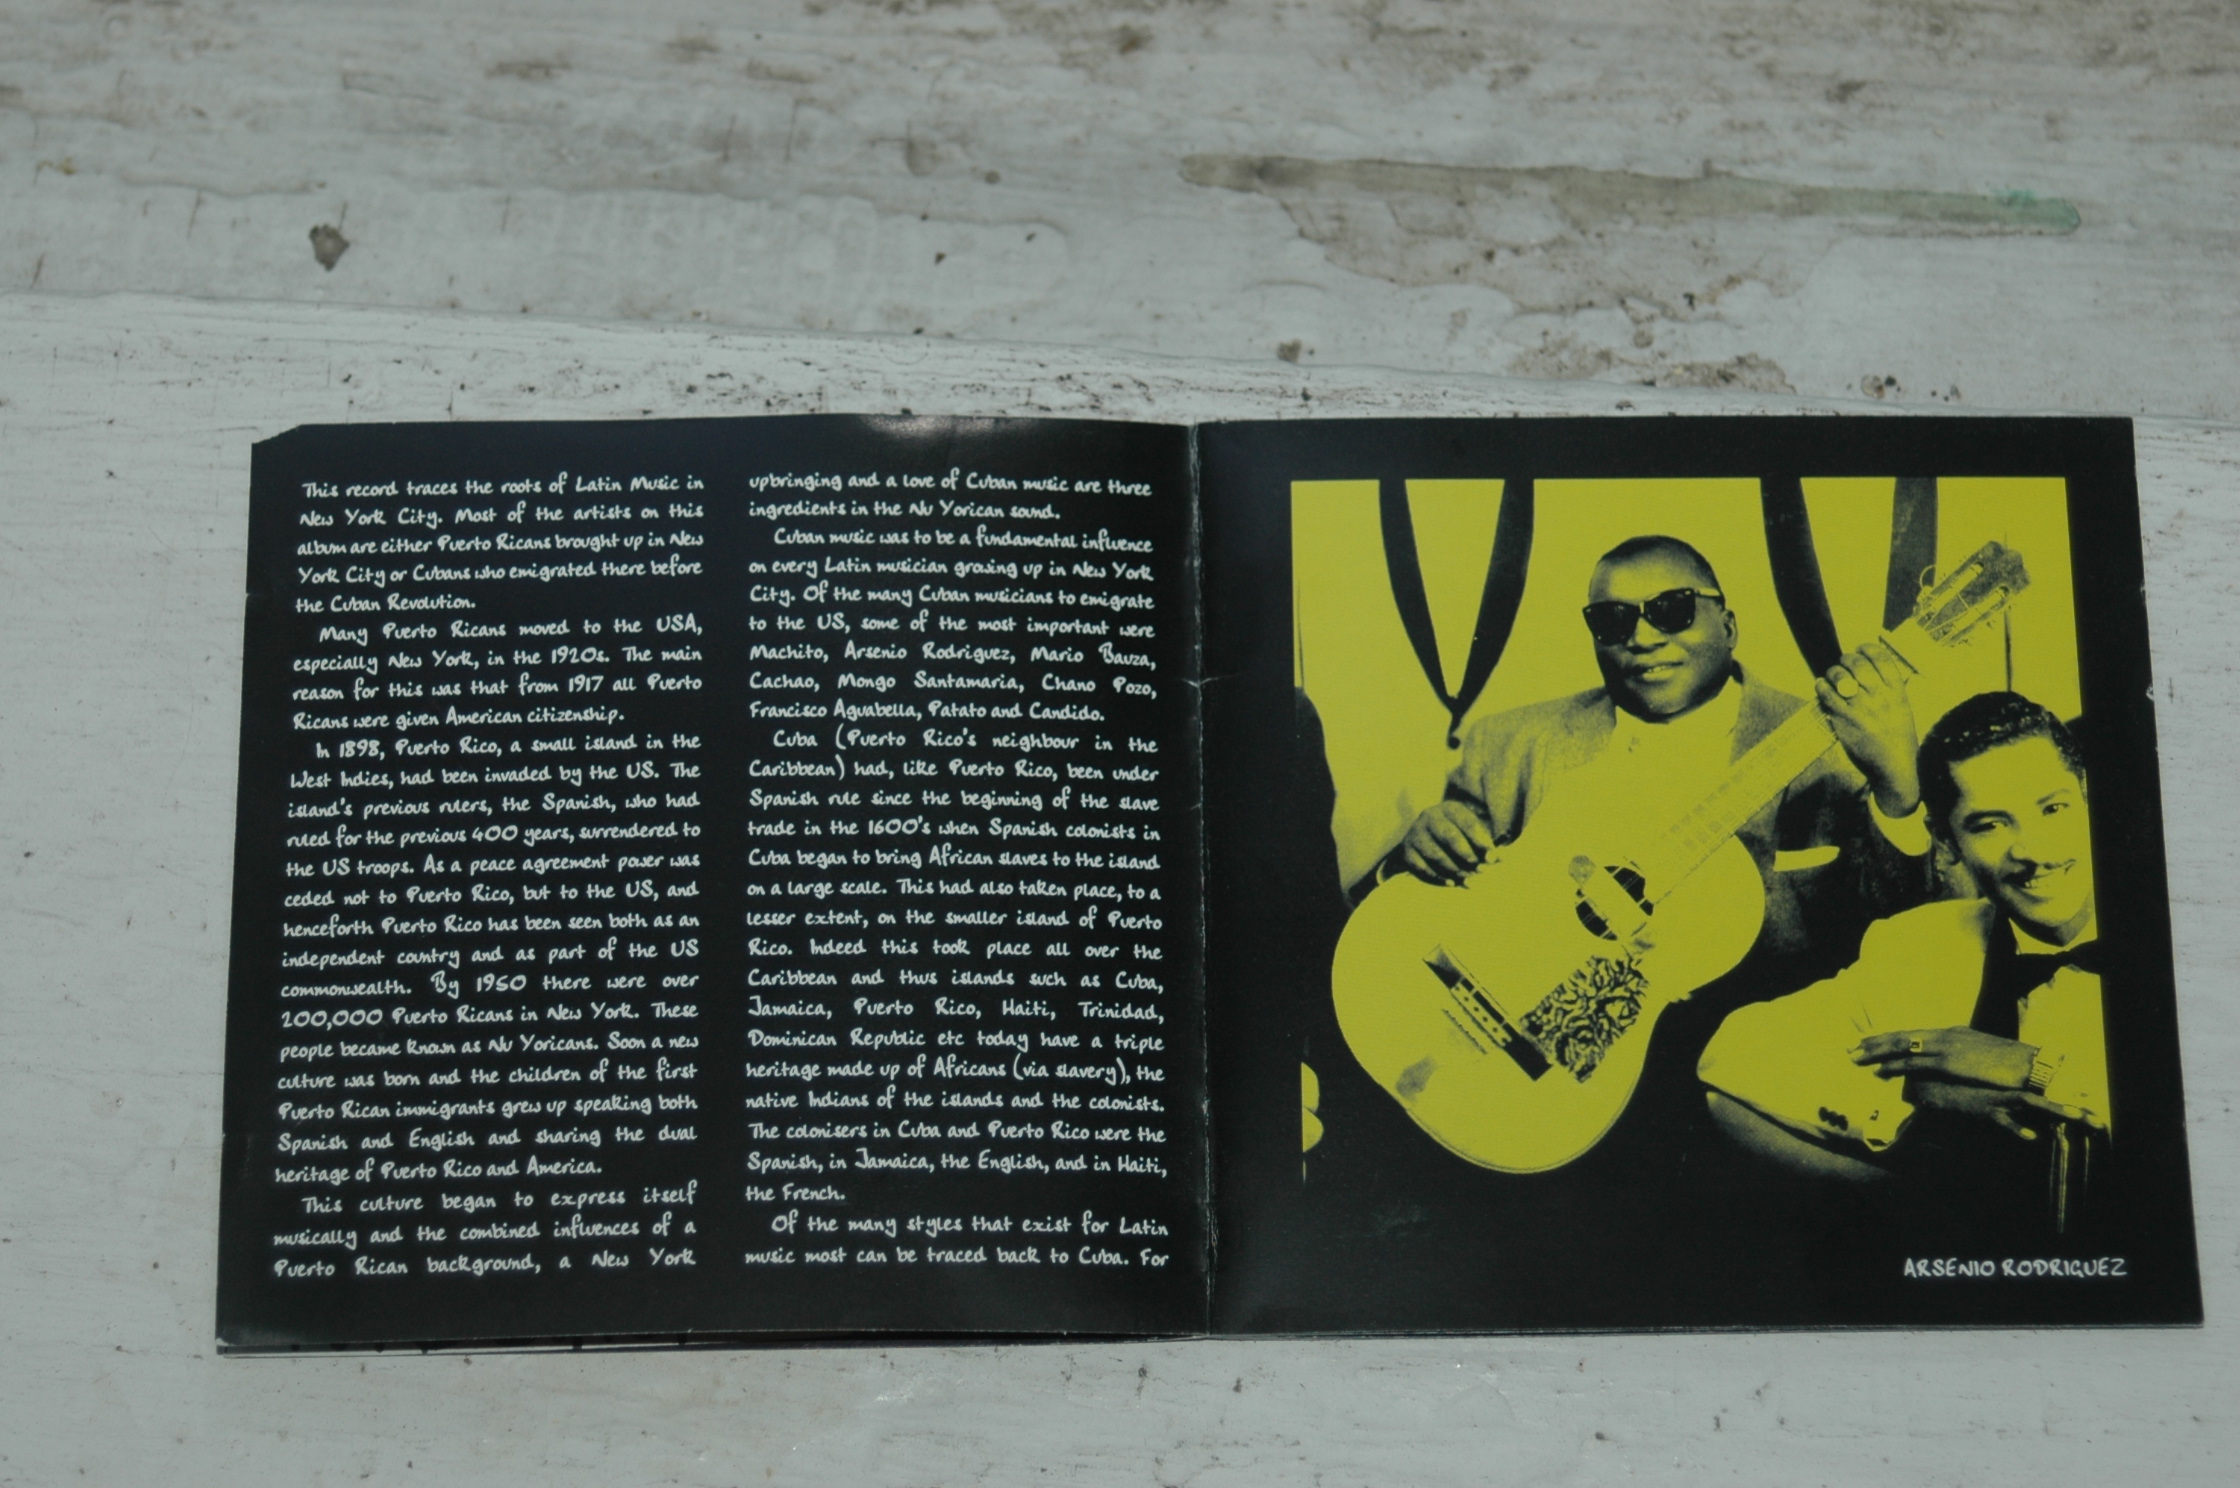 This record traces the roots of Latin Music in
New York City. Most of the artists on this
album are either Puerto Ricans brought up in New
York City or Cubans who emigrated there before
the Cuban Revolution.
Many Puerto Ricans moved to the USA,
especially New York, in the 1920s. The main
reason for this was that from 1917 all Puerto
Ricans were given American citizenship.
In 1898, Puerto Rico, a small island in the
West Indies, had been invaded by the US. The
island's previous rulers, the Spanish, who had
ruled for the previous 400 years, surrendered to
the US troops. As a peace agreement power was
ceded not to Puerto Rico, but to the US, and
henceforth Puerto Rico has been seen both as an
independent country and as part of the US
commonwealth. By 1950 there were over
200,000 Puerto Ricans in New York. These
people became known as Nu Yoricans. Soon a new
culture was born and the children of the first
Puerto Rican immigrants grew up speaking both
Spanish and English and sharing the dual
heritage of Puerto Rico and America.
This culture began to express itself
musically and the combined influences of a
Puerto Rican background, a New York
upbringing and a love of Cuban music are three
ingredients in the Nu Yorican sound.
Cuban music was to be a fundamental influence
on every Latin musician growing up in New York
City. Of the many Cuban musicians to emigrate
to the US, some of the most important were
Machito, Arsenio Rodriguez, Mario Bauza,
Cachao, Mongo Santamaria, Chano Pozo,
Francisco Aguabella, Patato and Candido.
Cuba (Puerto Rico's neighbour in the
Caribbean) had, like Puerto Rico, been under
Spanish rule since the beginning of the slave
trade in the 1600's when Spanish colonists in
Cuba began to bring African slaves to the island
on a large scale. This had also taken place, to a
lesser extent, on the smaller island of Puerto
Rico. Indeed this took place all over the
Caribbean and thus islands such as Cuba,
Jamaica, Puerto Rico, Haiti, Trinidad,
Dominican Republic etc today have a triple
heritage made up of Africans (via slavery), the
native Indians of the islands and the colonists.
The colonisers in Cuba and Puerto Rico were the
Spanish, in Jamaica, the English, and in Haiti,
the French.
Of the many styles that exist for Latin
music most can be traced back to Cuba. For
ARSENIO RODRIGUEZ